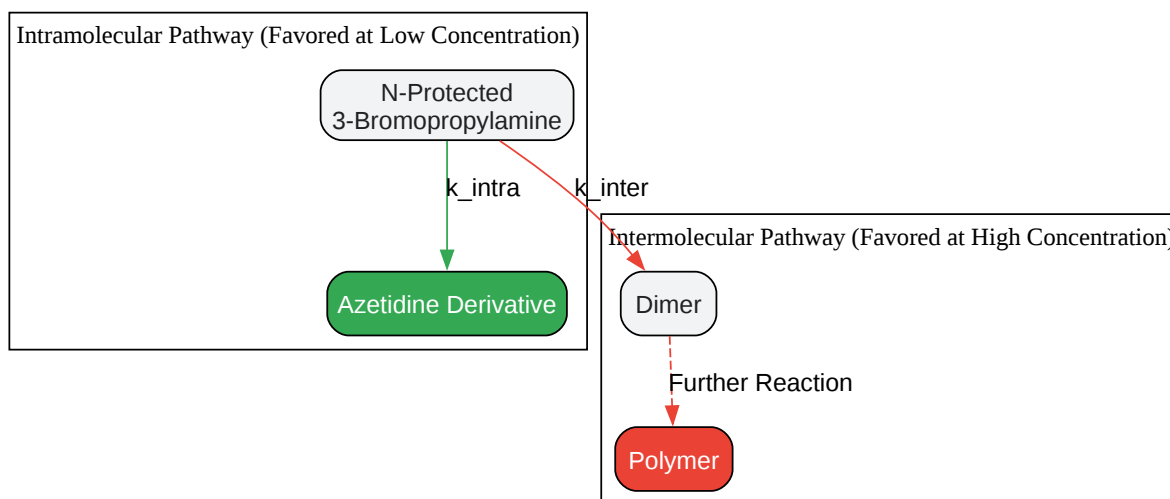 Intramolecular Pathway (Favored at Low Concentration)
N-Protected
3-Bromopropylamine
k_intra
k_inter
Azetidine Derivative
Intermolecular Pathway (Favored at High Concentration)
Dimer
Further Reaction
Polymer